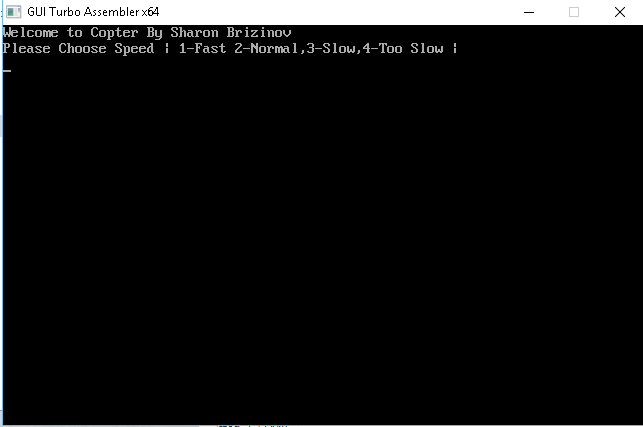 GUI Turbo Assembler x64
Welcome to Copter By Sharon Brizinov
Please Choose Speed | 1-Fast 2-Normal,3-Slow,4-Too Slow |